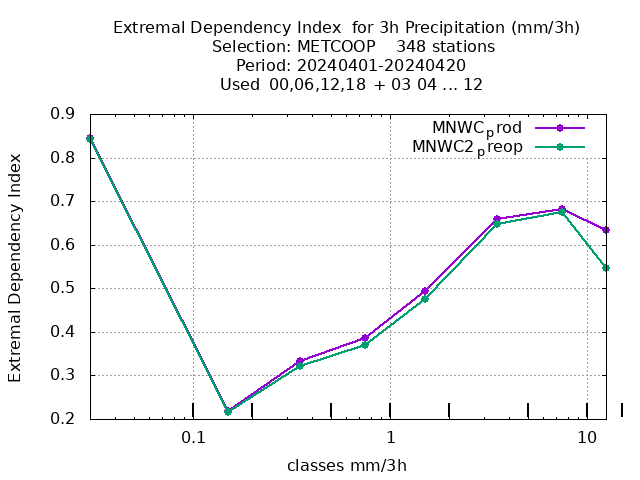 Extremal Dependency Index  for 3h Precipitation (mm/3h)
Selection: METCOOP    348 stations
Period: 20240401-20240420
Used  00,06,12,18  + 03 04 ... 12
MNWCprod
MNWC2preop
0.9
0.8
0.7
0.6
0.5
0.4
0.3
0.2
Extremal Dependency Index
0.1
1
10
classes mm/3h